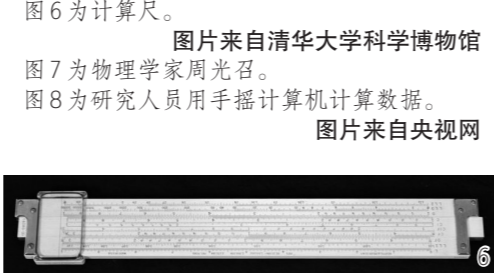 图6为计算尺。
图片来自清华大学科学博物馆
图7为物理学家周光召。
图8为研究人员用手摇计算机计算数据。
图片来自央视网
6